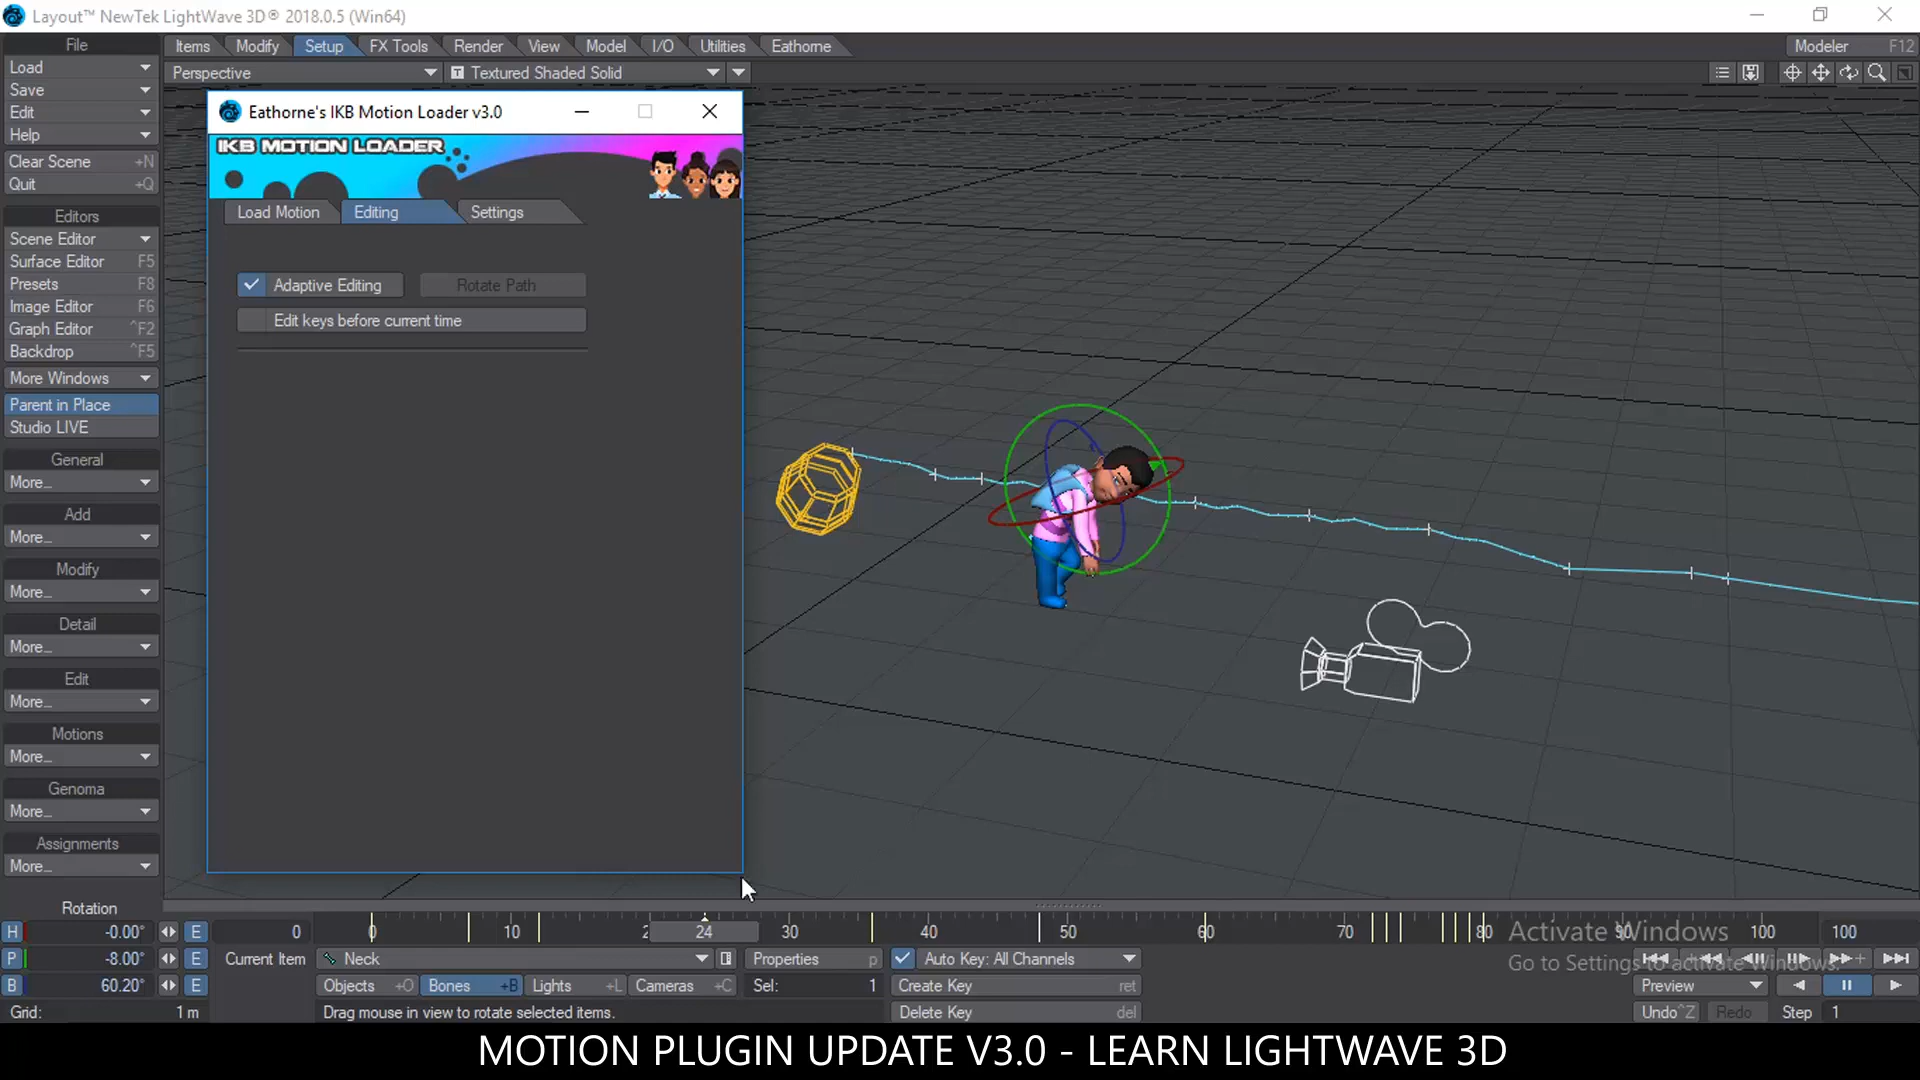 Layout™ NewTek LightWave 3D® 2018.0.5 (Win64)
File
Items Modify Setup FX Tools Render View Model I/O Utilities Eathorne
Modeler F12
Load
Perspective
T Textured Shaded Solid
Save
Edit
Help
Clear Scene +N
Quit +Q
Editors
Scene Editor
Surface Editor F5
Presets F8
Image Editor F6
Graph Editor ^F2
Backdrop ^F5
More Windows
Parent in Place
Studio LIVE
General
More...
Add
More...
Modify
More...
Detail
More...
Edit
More...
Motions
More...
Genoma
More...
Assignments
More...
Eathorne's IKB Motion Loader v3.0
IKB MOTION LOADER
Load Motion Editing Settings
Adaptive Editing Rotate Path
Edit keys before current time
Rotation
H -0.00° E
P -8.00° E
B 60.20° E
Grid: 1 m
0 0 10 2 24 30 40 50 60 70 80 90 100 100
Current Item Neck Properties p
Objects +O Bones +B Lights +L Cameras +C Sel: 1
Drag mouse in view to rotate selected items.
Auto Key: All Channels
Create Key ret
Delete Key del
Activate Windows
Go to Settings to activate Windows.
Preview
Undo ^Z Redo Step 1
MOTION PLUGIN UPDATE V3.0 - LEARN LIGHTWAVE 3D